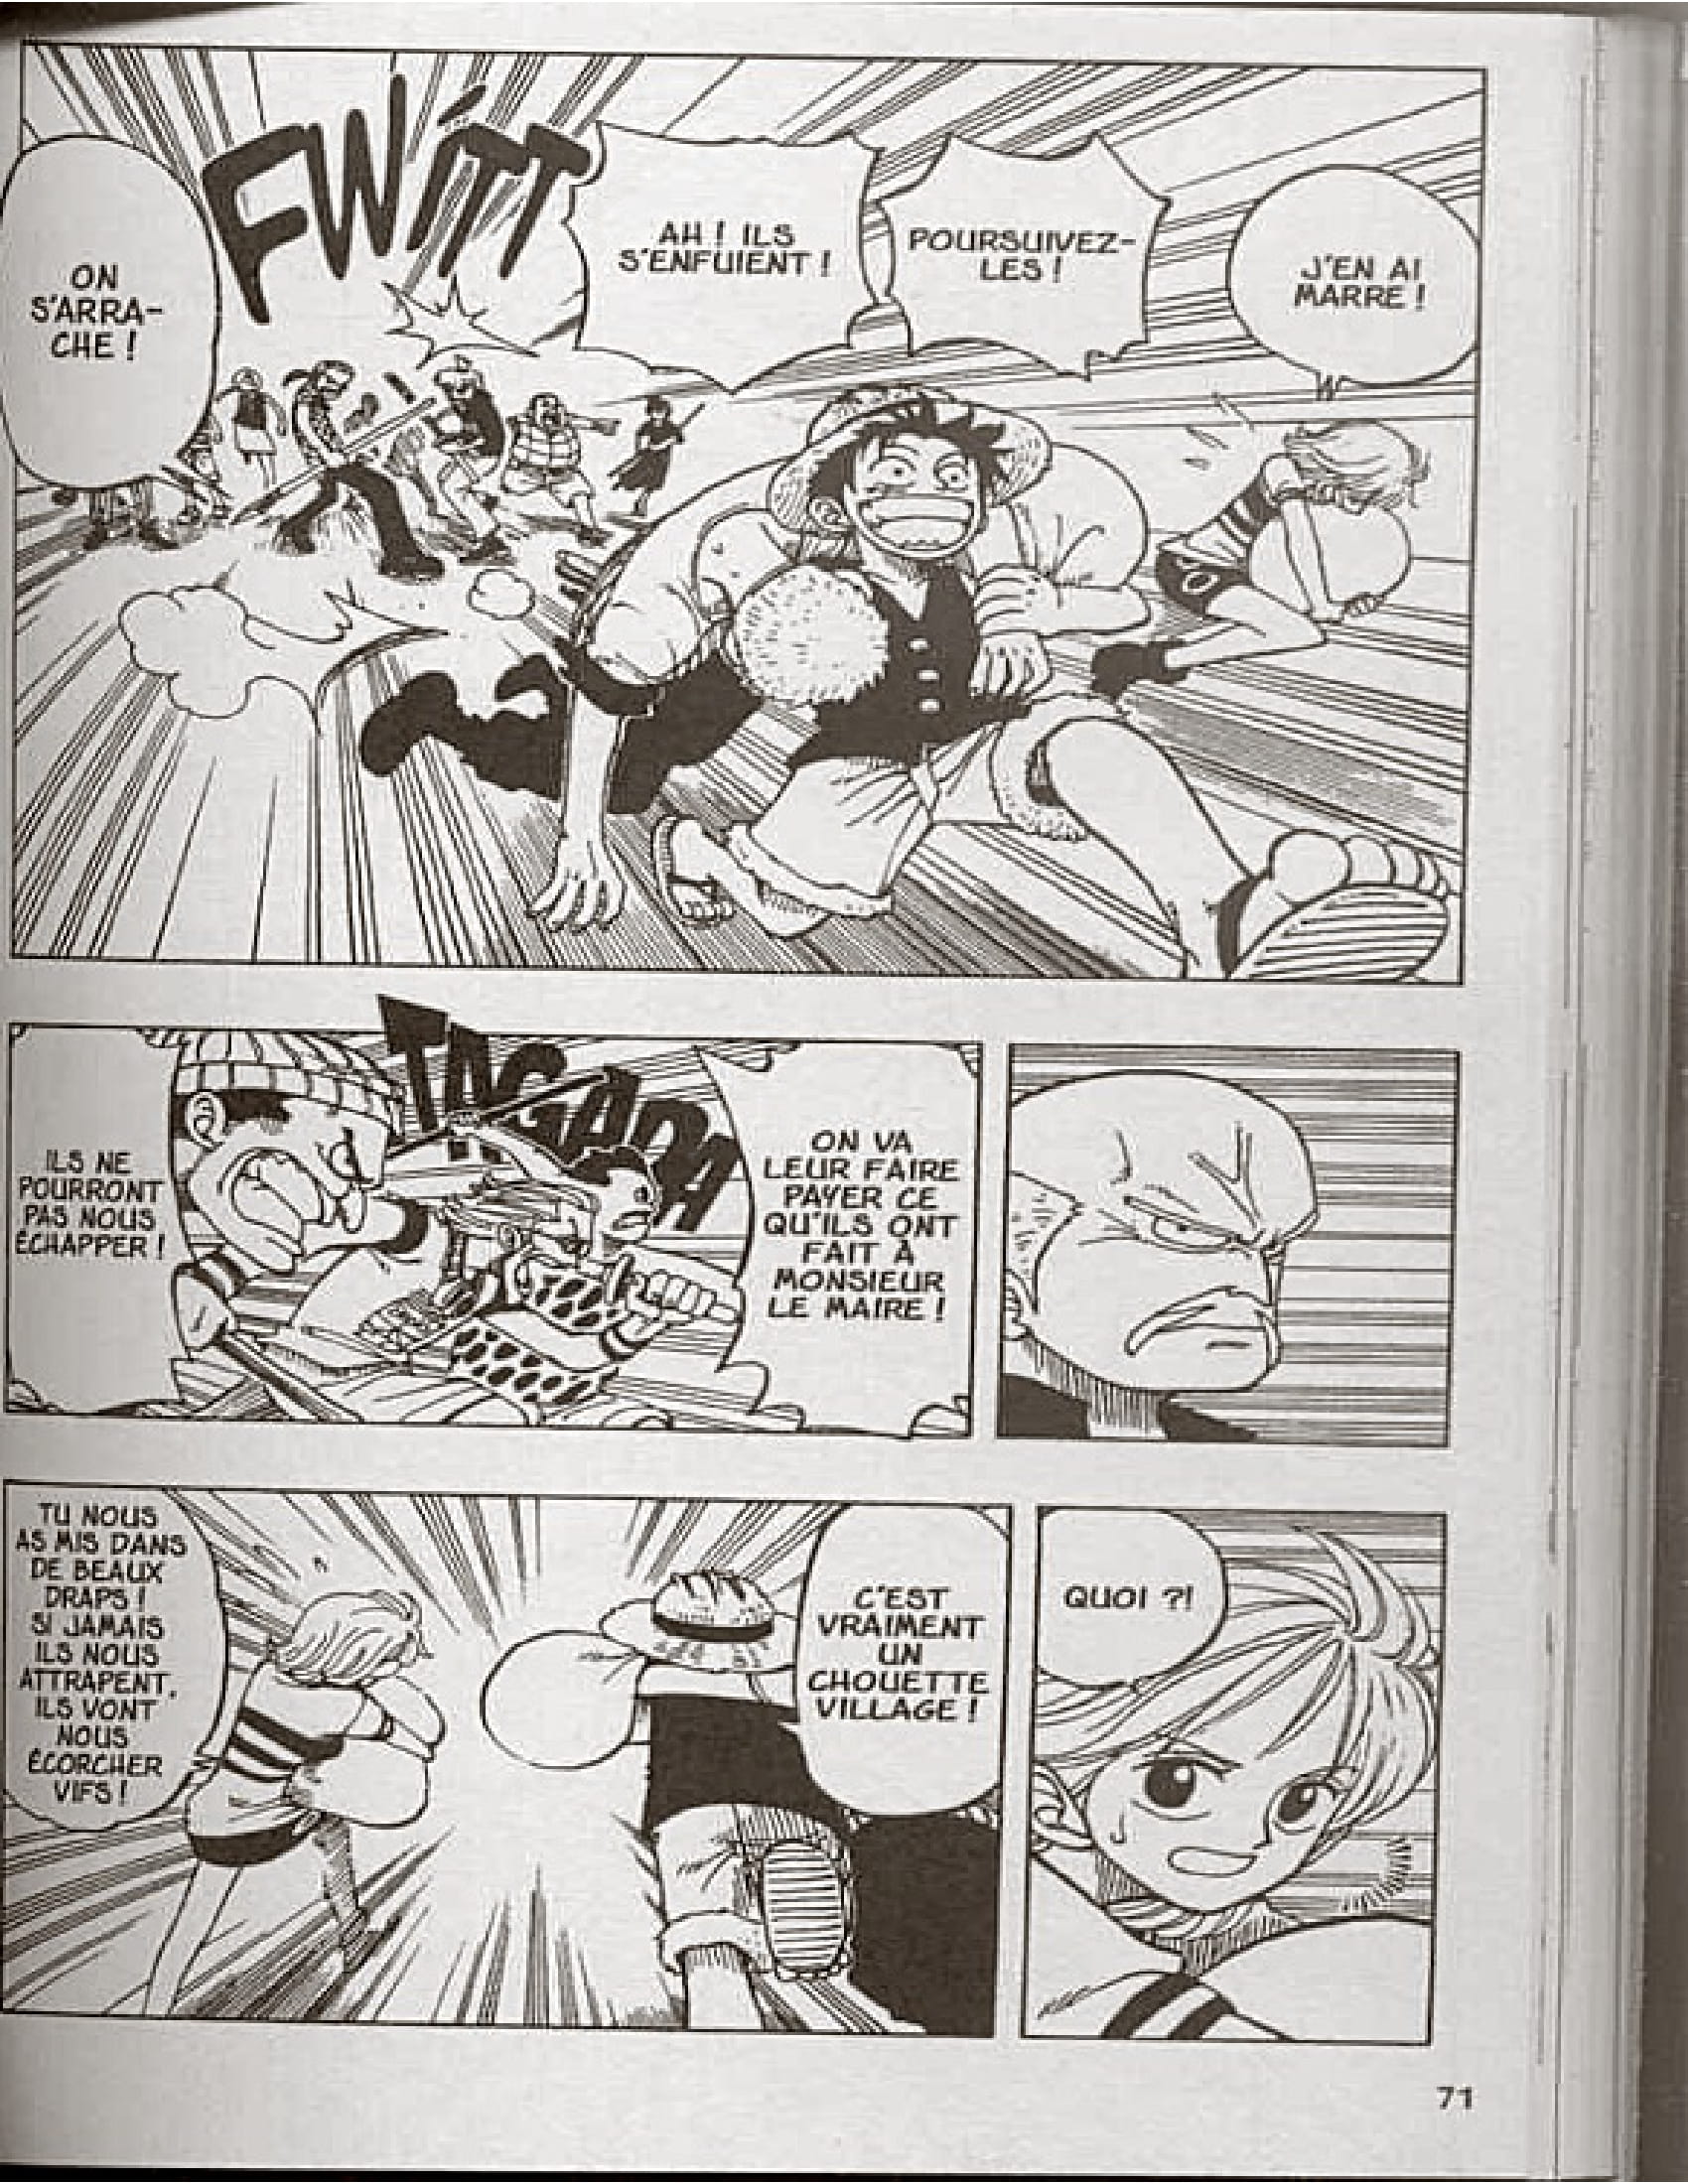 J'EN AI
MARRE !
POURSUIVEZ-
LES !
AH ! ILS
S'ENFUIENT !
FWITT
ON
S'ARRA-
CHE !
ON VA
LEUR FAIRE
PAYER CE
QU'ILS ONT
FAIT À
MONSIEUR
LE MAIRE !
TAGADA
ILS NE
POURRONT
PAS NOUS
ÉCHAPPER !
QUOI ?!
C'EST
VRAIMENT
UN
CHOUETTE
VILLAGE !
TU NOUS
AS MIS DANS
DE BEAUX
DRAPS !
SI JAMAIS
ILS NOUS
ATTRAPENT,
ILS VONT
NOUS
ÉCORCHER
VIFS !
71